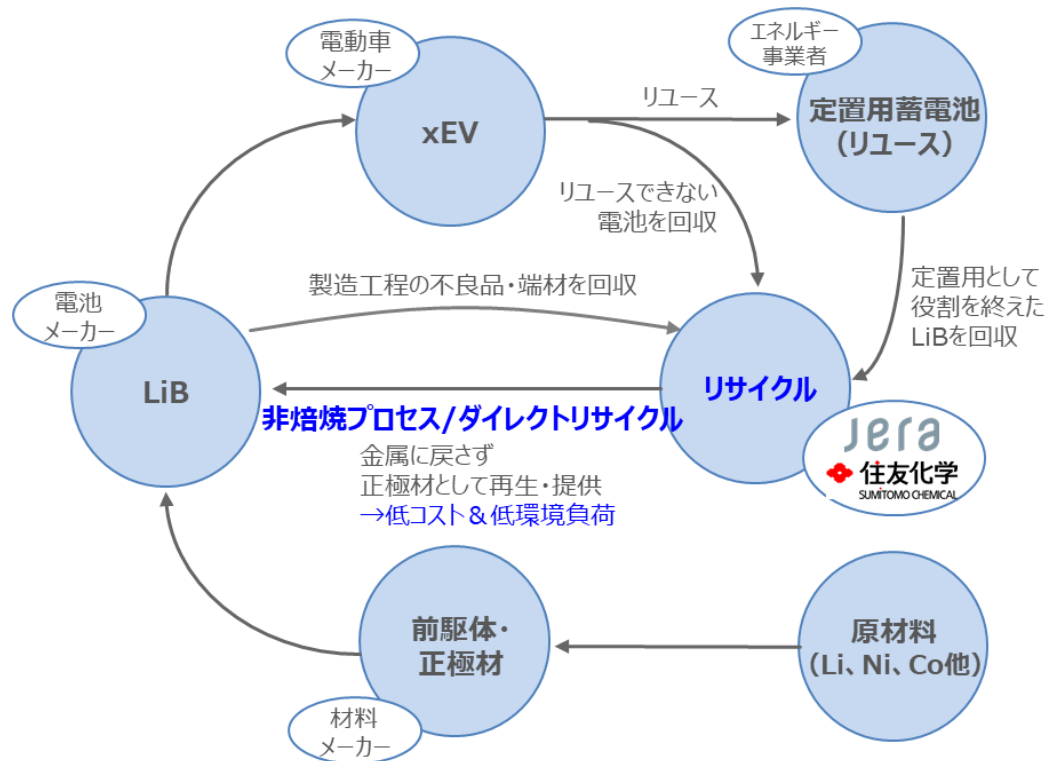 電動車
メーカー
xEV
リユース
エネルギー
事業者
定置用蓄電池
（リユース）
リユースできない
電池を回収
定置用として
役割を終えた
LiBを回収
製造工程の不良品・端材を回収
電池
メーカー
LiB
リサイクル
非焙焼プロセス/ダイレクトリサイクル
金属に戻さず
正極材として再生・提供
→低コスト＆低環境負荷
Jera
住友化学
SUMITOMO CHEMICAL
前駆体・
正極材
材料
メーカー
原材料
（Li、Ni、Co他）